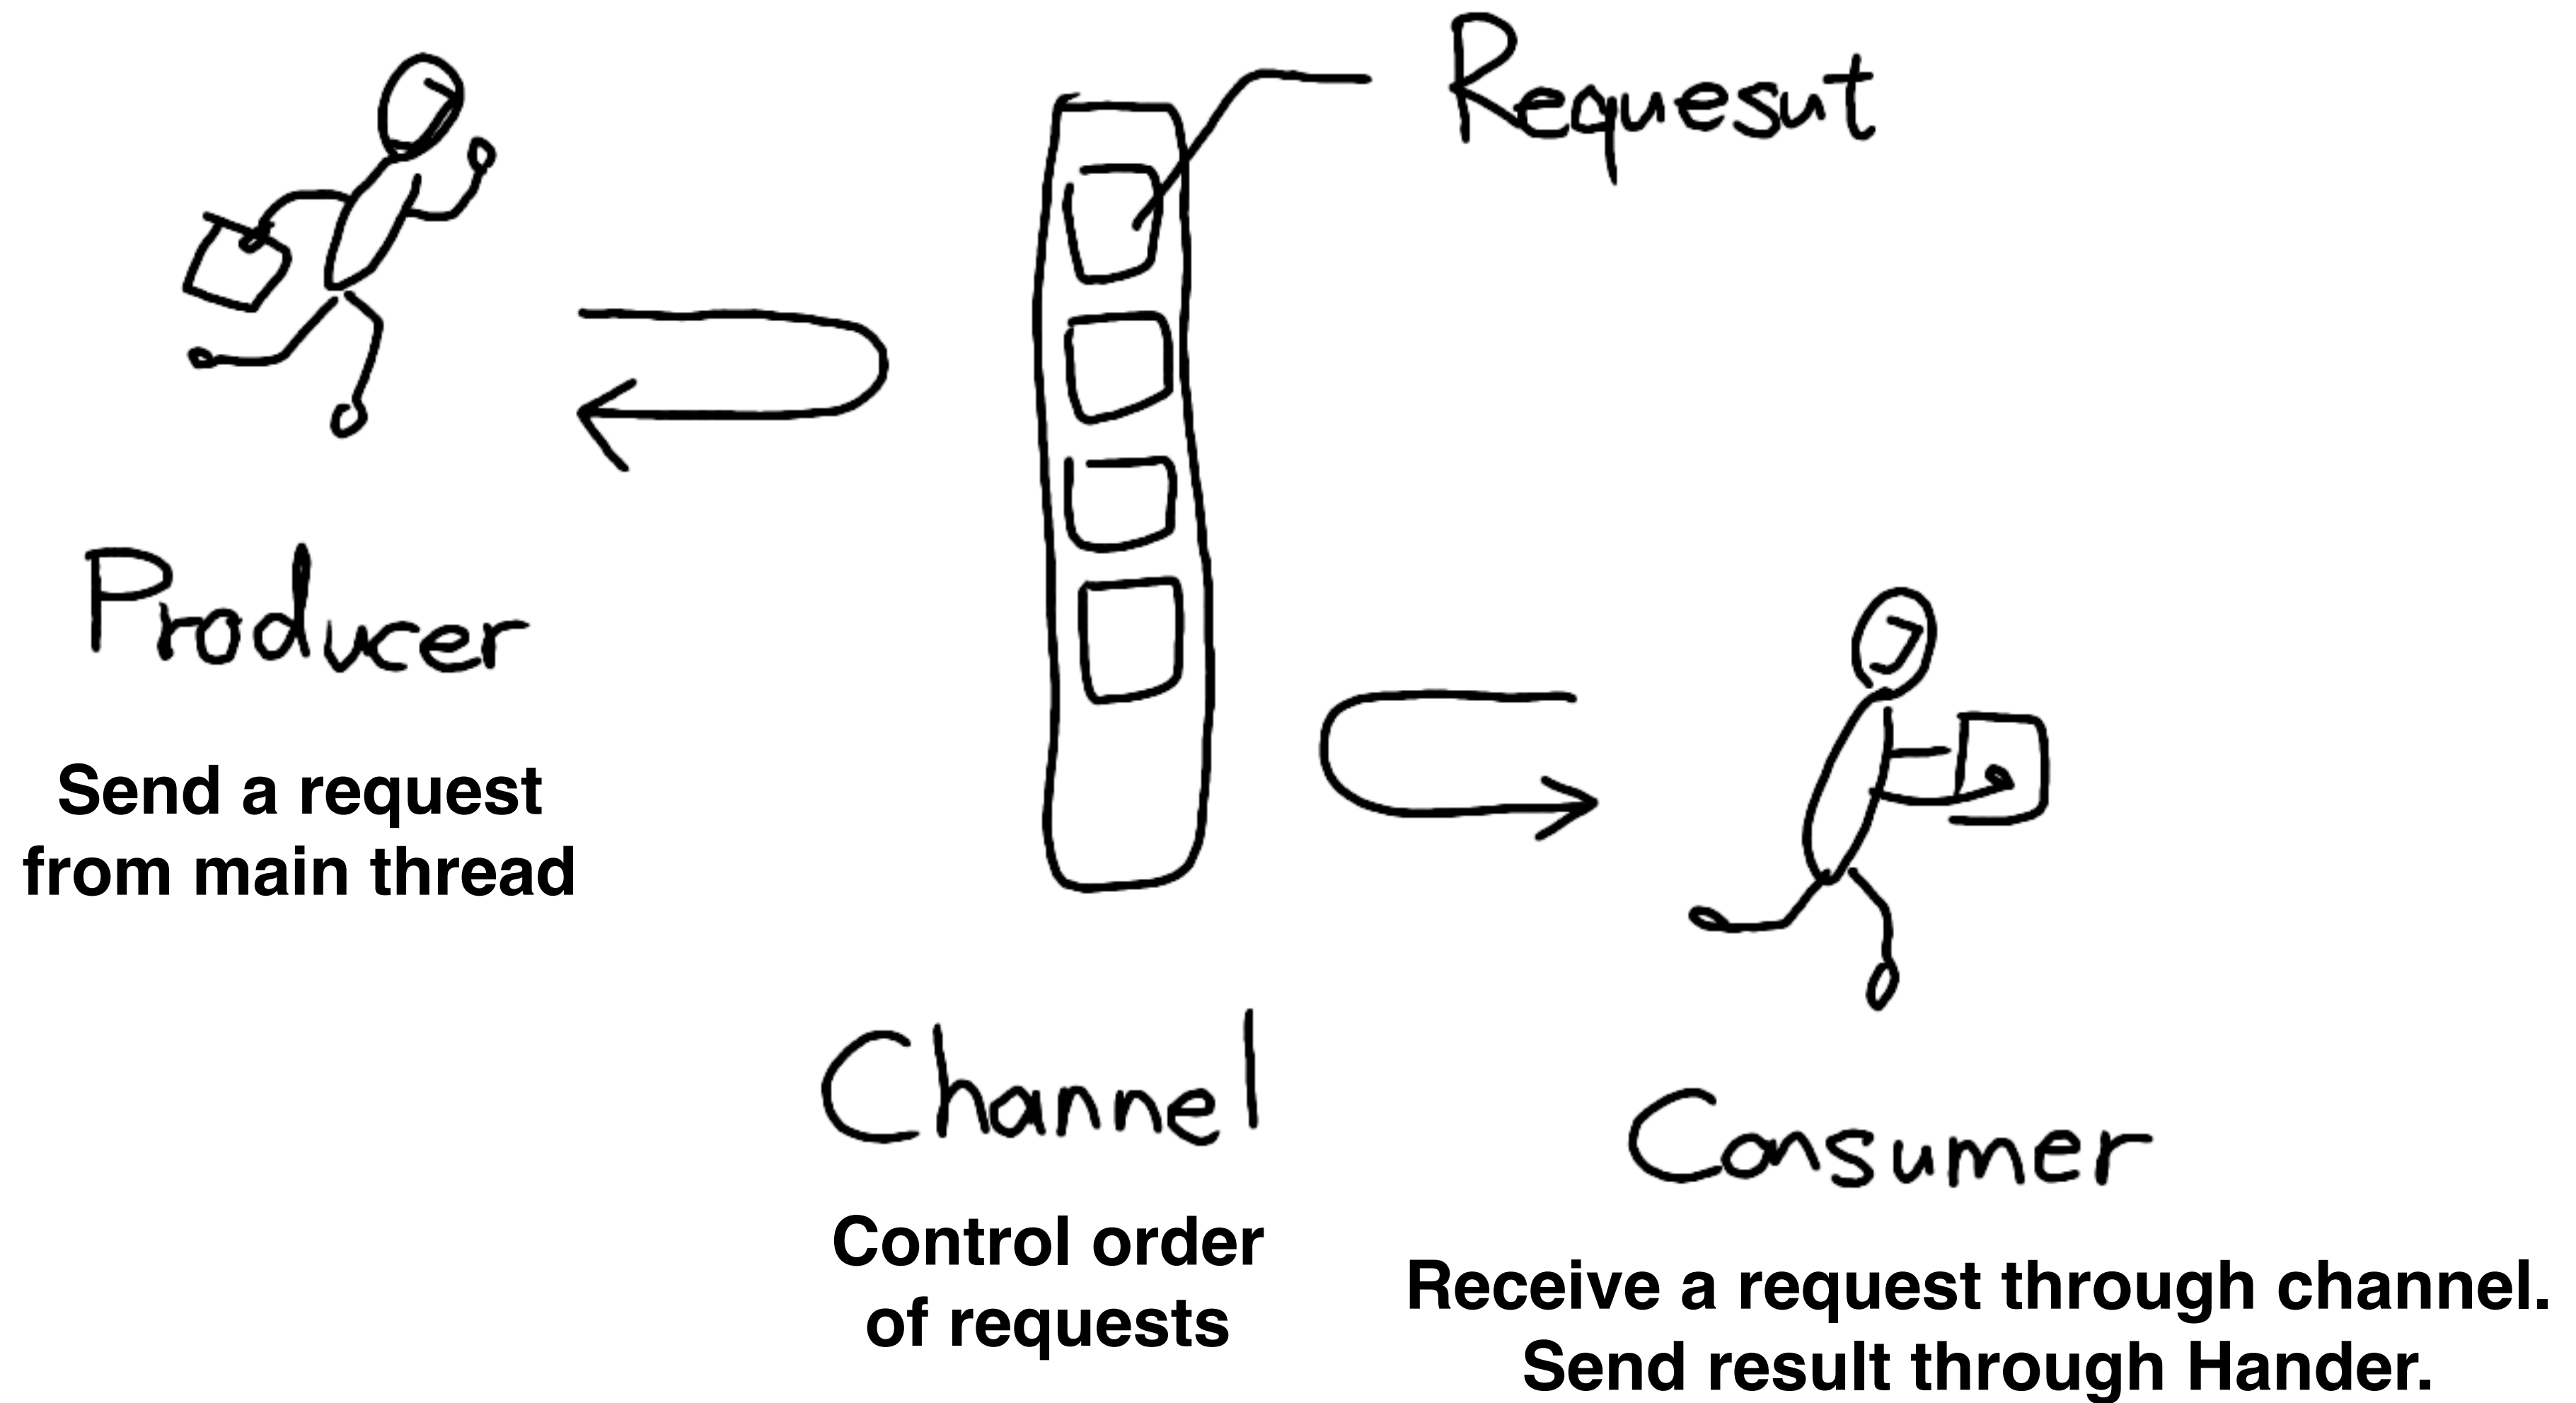 Requesut
Producer
Send a request
from main thread
Channel
Control order
of requests
Consumer
Receive a request through channel.
Send result through Hander.